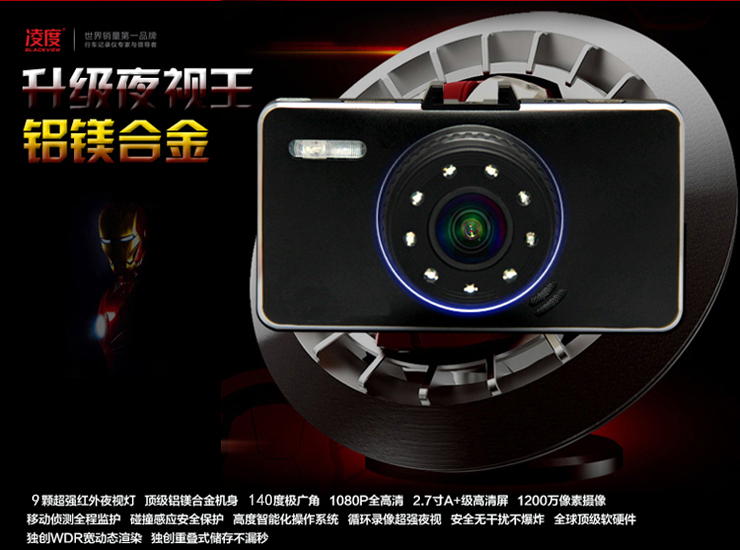 凌度®
BLACKVIEW
世界销量第一品牌
行车记录仪专家与领导者
升级夜视王
铝镁合金
9颗超强红外夜视灯 顶级铝镁合金机身 140度极广角 1080P全高清 2.7寸A+级高清屏 1200万像素摄像
移动侦测全程监护 碰撞感应安全保护 高度智能化操作系统 循环录像超强夜视 安全无干扰不爆炸 全球顶级软硬件
独创WDR宽动态渲染 独创重叠式储存不漏秒